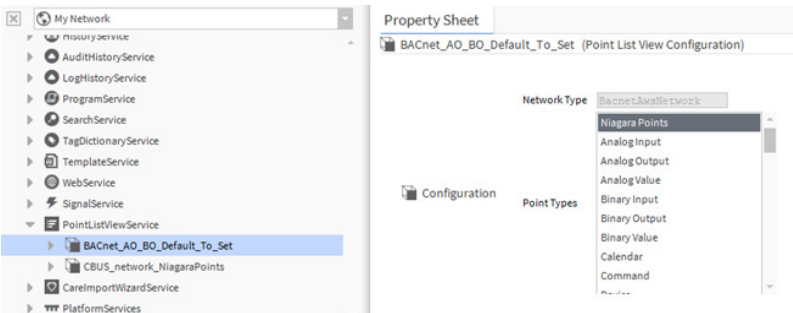 My Network
HistoryService
AuditHistoryService
LogHistoryService
ProgramService
SearchService
TagDictionaryService
TemplateService
WebService
SignalService
PointListViewService
BACnet_AO_BO_Default_To_Set
CBUS_network_NiagaraPoints
CareImportWizardService
PlatformServices
Property Sheet
BACnet_AO_BO_Default_To_Set (Point List View Configuration)
Network Type BacnetAwsNetwork
Configuration
Point Types
Niagara Points
Analog Input
Analog Output
Analog Value
Binary Input
Binary Output
Binary Value
Calendar
Command